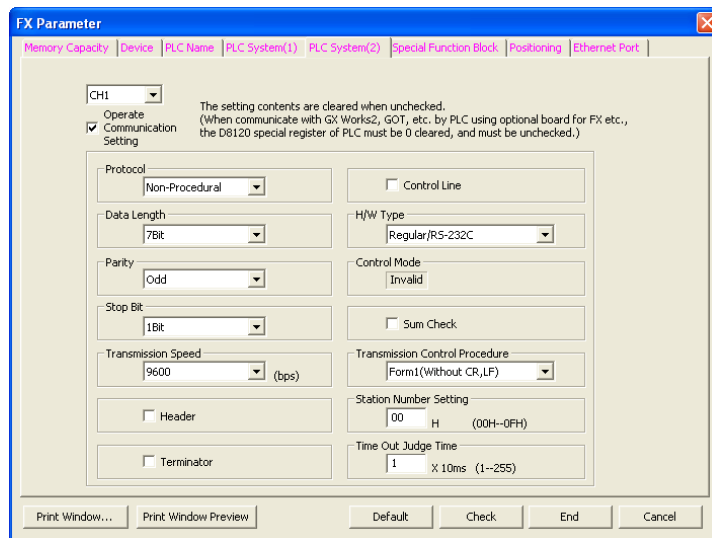 FX Parameter
Memory Capacity Device PLC Name PLC System(1) PLC System(2) Special Function Block Positioning Ethernet Port
CH1
Operate
Communication
Setting
The setting contents are cleared when unchecked.
(When communicate with GX Works2, GOT, etc. by PLC using optional board for FX etc.,
the D8120 special register of PLC must be 0 cleared, and must be unchecked.)
Protocol
Non-Procedural
Control Line
Data Length
7Bit
H/W Type
Regular/RS-232C
Parity
Odd
Control Mode
Invalid
Stop Bit
1Bit
Sum Check
Transmission Speed
9600 (bps)
Transmission Control Procedure
Form1(Without CR,LF)
Header
Station Number Setting
00 H (00H--0FH)
Terminator
Time Out Judge Time
1 X 10ms (1--255)
Print Window... Print Window Preview Default Check End Cancel